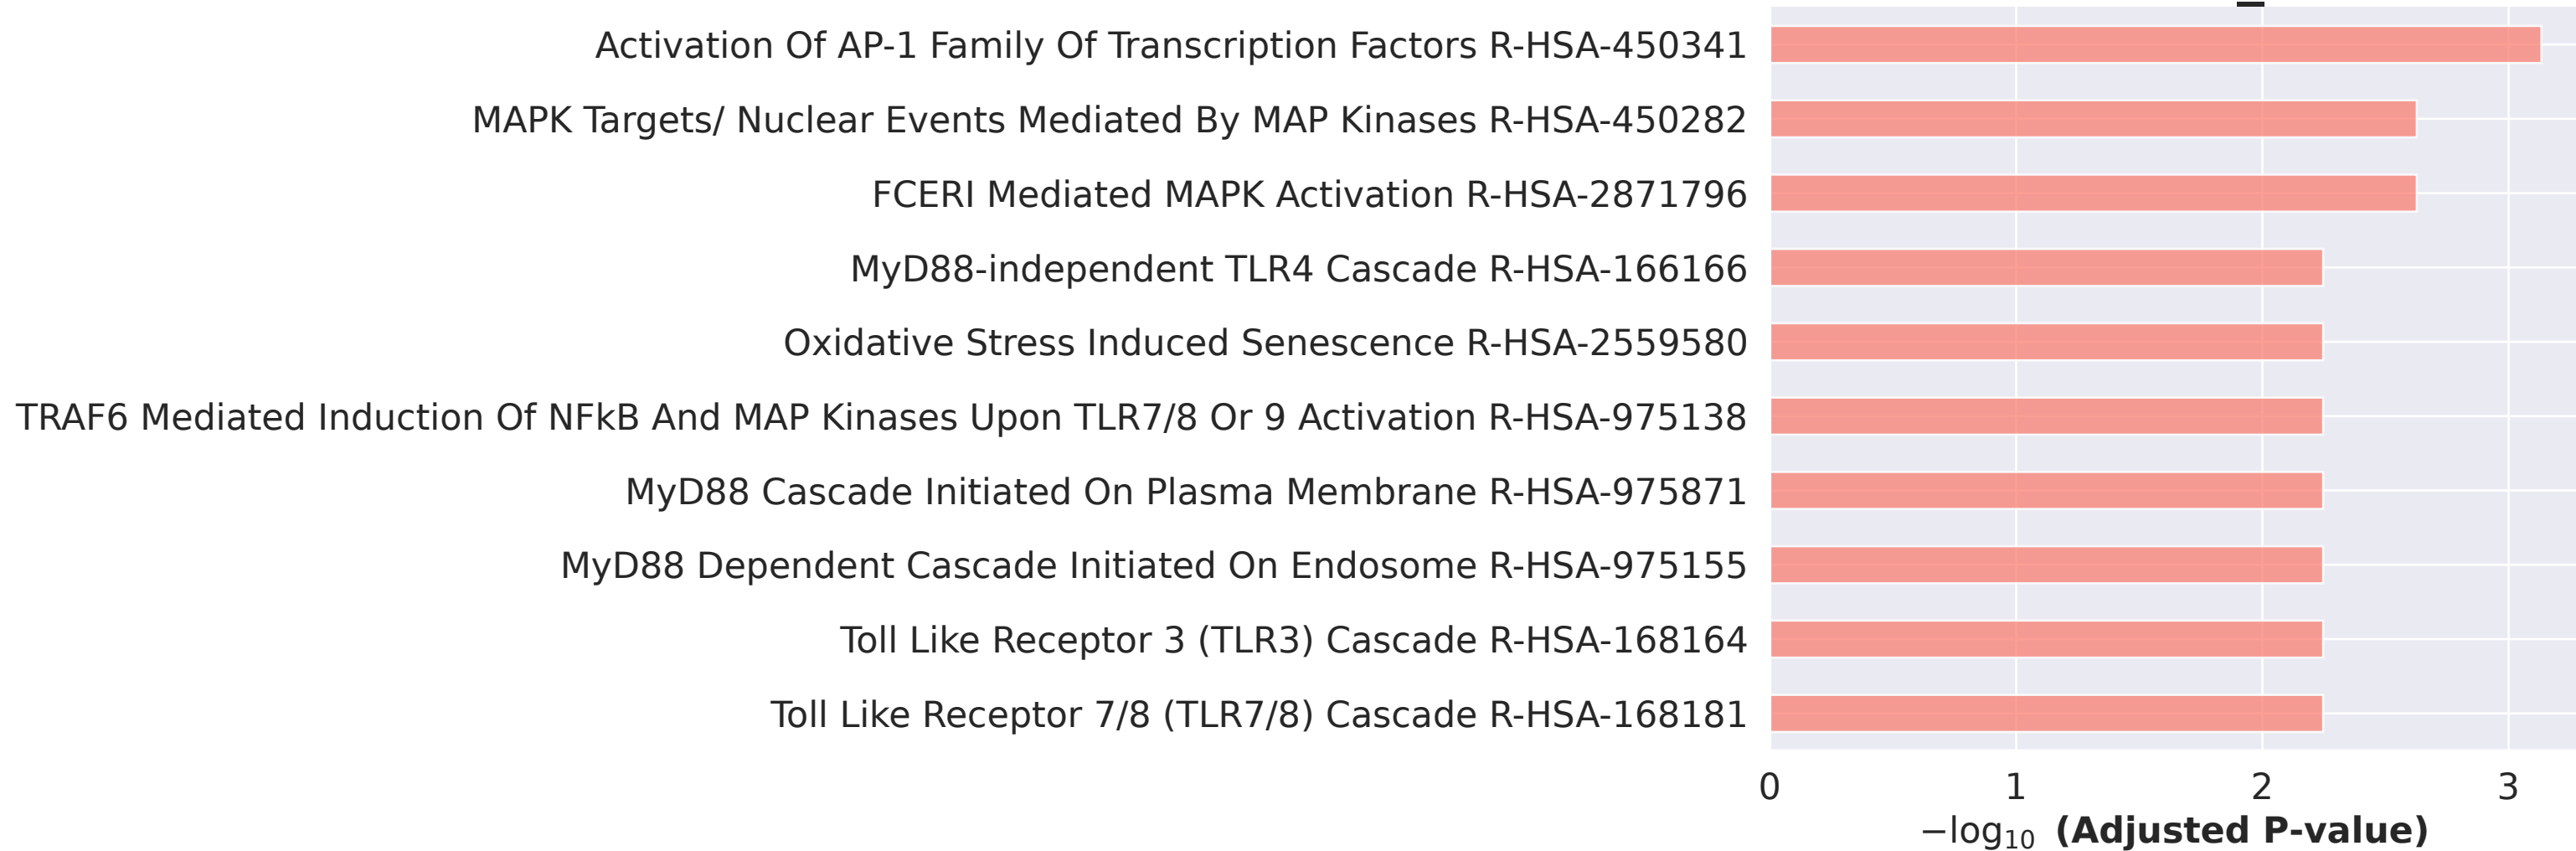 Activation Of AP-1 Family Of Transcription Factors R-HSA-450341
MAPK Targets/ Nuclear Events Mediated By MAP Kinases R-HSA-450282
FCERI Mediated MAPK Activation R-HSA-2871796
MyD88-independent TLR4 Cascade R-HSA-166166
Oxidative Stress Induced Senescence R-HSA-2559580
TRAF6 Mediated Induction Of NFkB And MAP Kinases Upon TLR7/8 Or 9 Activation R-HSA-975138
MyD88 Cascade Initiated On Plasma Membrane R-HSA-975871
MyD88 Dependent Cascade Initiated On Endosome R-HSA-975155
Toll Like Receptor 3 (TLR3) Cascade R-HSA-168164
Toll Like Receptor 7/8 (TLR7/8) Cascade R-HSA-168181
0 1 2 3
−log₁₀ (Adjusted P-value)